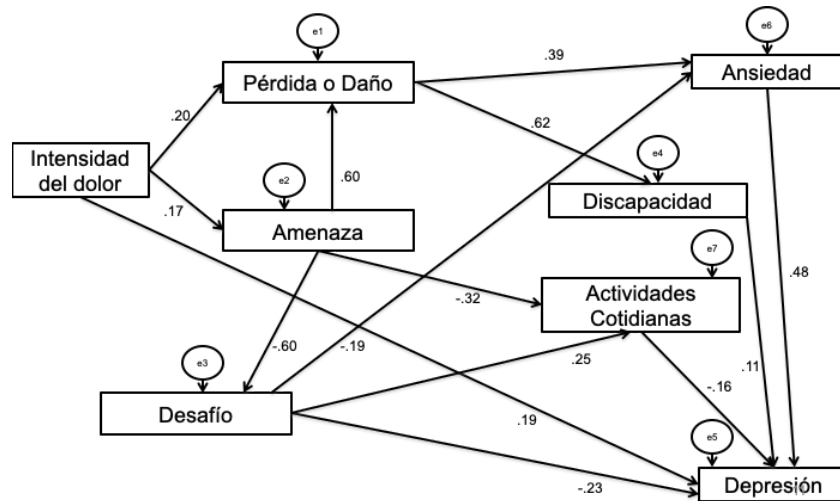 e1
e6
Pérdida o Daño
.39
Ansiedad
.20
.62
Intensidad
del dolor
e2
.60
e4
.17
Amenaza
Discapacidad
e7
-.32
Actividades
Cotidianas
.48
e3
-.60
-.19
.25
.11
-.16
Desafío
.19
e5
-.23
Depresión